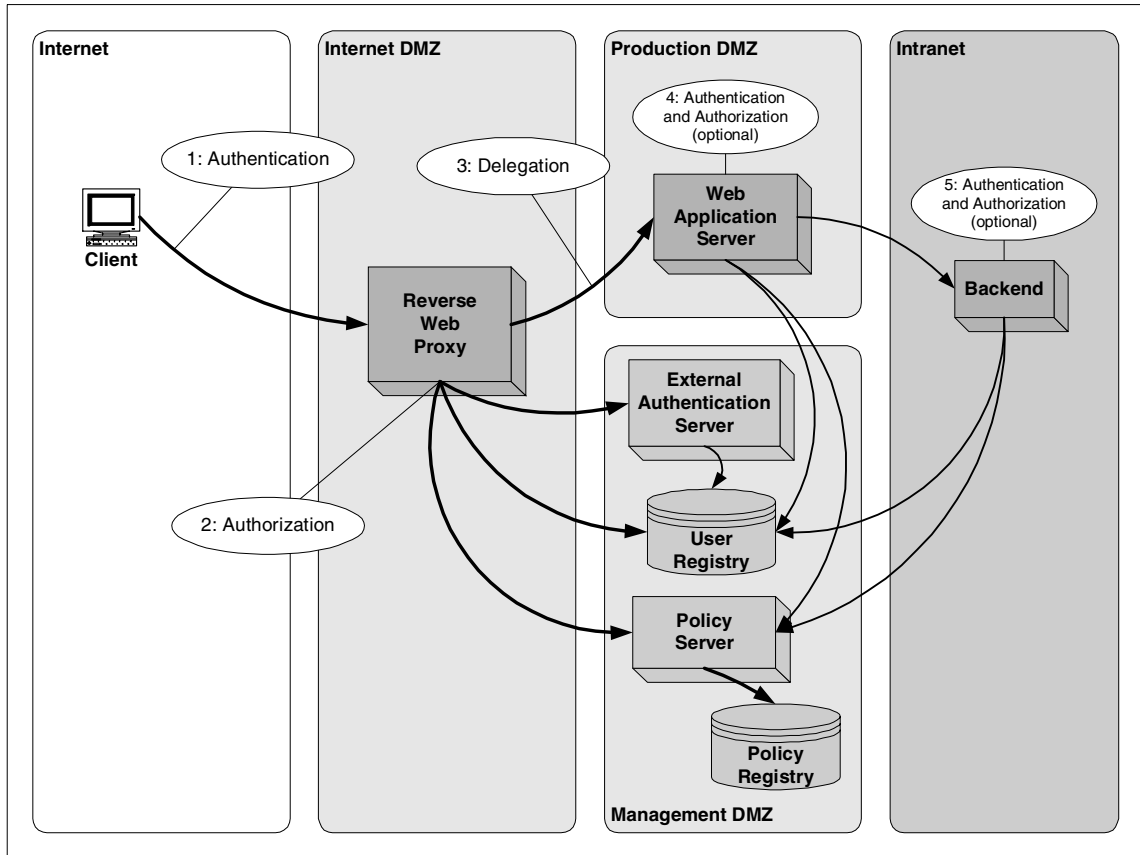 Internet
Internet DMZ
Production DMZ
Intranet
4: Authentication
and Authorization
(optional)
1: Authentication
3: Delegation
Web
Application
Server
5: Authentication
and Authorization
(optional)
Client
Reverse
Web
Proxy
Backend
External
Authentication
Server
2: Authorization
User
Registry
Policy
Server
Policy
Registry
Management DMZ